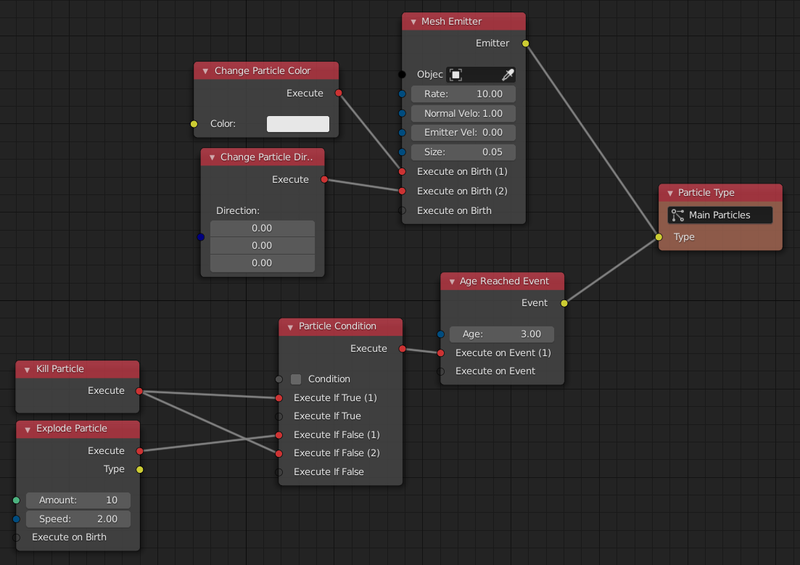 Mesh Emitter
Emitter
Objec
Rate: 10.00
Normal Velo: 1.00
Emitter Vel: 0.00
Size: 0.05
Execute on Birth (1)
Execute on Birth (2)
Execute on Birth
Change Particle Color
Execute
Color:
Change Particle Dir..
Execute
Direction:
0.00
0.00
0.00
Particle Type
Main Particles
Type
Age Reached Event
Event
Age: 3.00
Execute on Event (1)
Execute on Event
Particle Condition
Execute
Condition
Execute If True (1)
Execute If True
Execute If False (1)
Execute If False (2)
Execute If False
Kill Particle
Execute
Explode Particle
Execute
Type
Amount: 10
Speed: 2.00
Execute on Birth